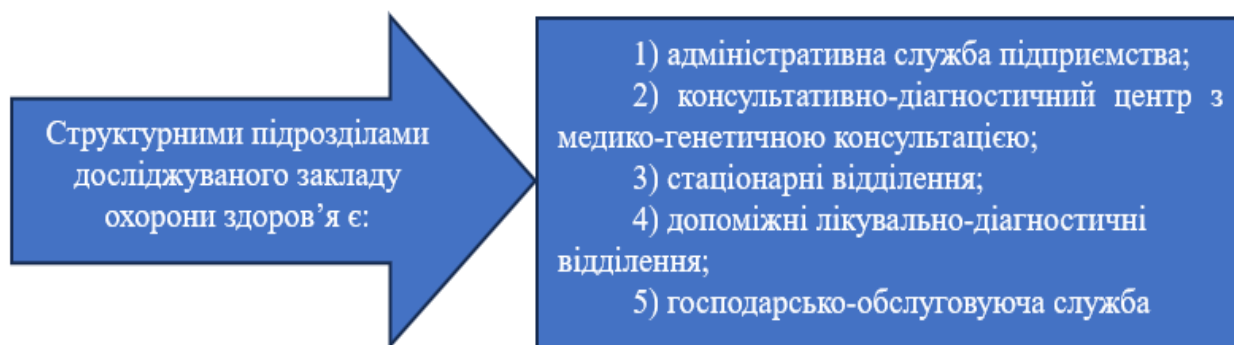 Структурними підрозділами
досліджуваного закладу
охорони здоров’я є:
1) адміністративна служба підприємства;
2) консультативно-діагностичний центр з
медико-генетичною консультацією;
3) стаціонарні відділення;
4) допоміжні лікувально-діагностичні
відділення;
5) господарсько-обслуговуюча служба